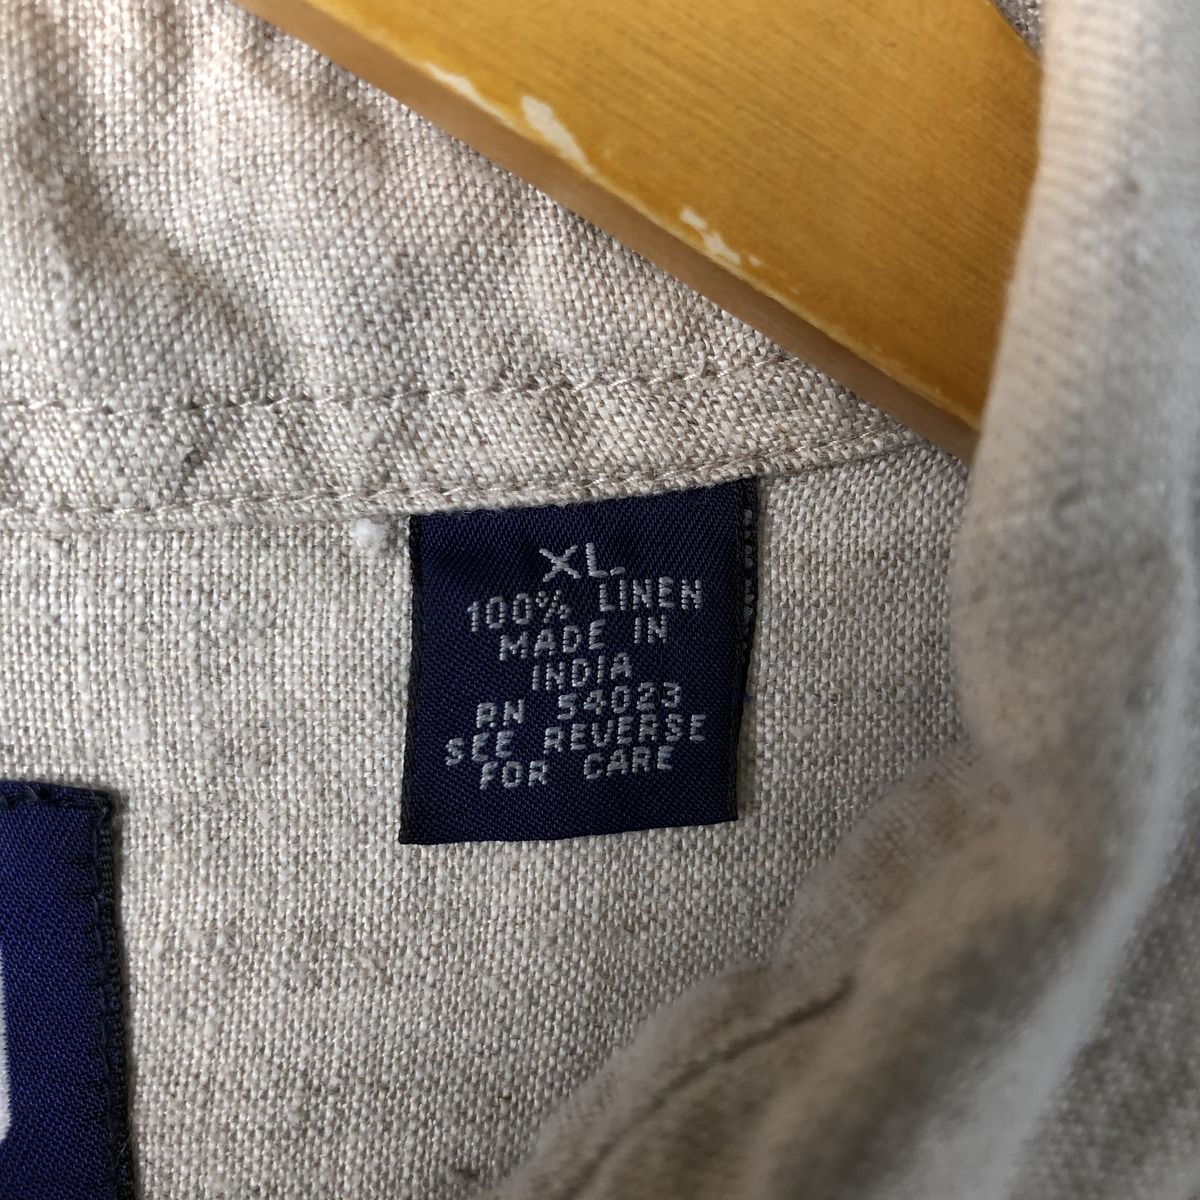 XL
100% LINEN
MADE IN
INDIA
RN 54023
SEE REVERSE
FOR CARE